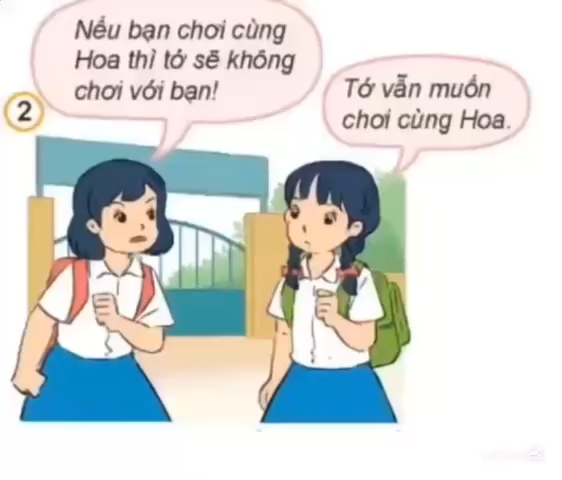 Nếu bạn chơi cùng
Hoa thì tớ sẽ không
chơi với bạn!
Tớ vẫn muốn
chơi cùng Hoa.
2